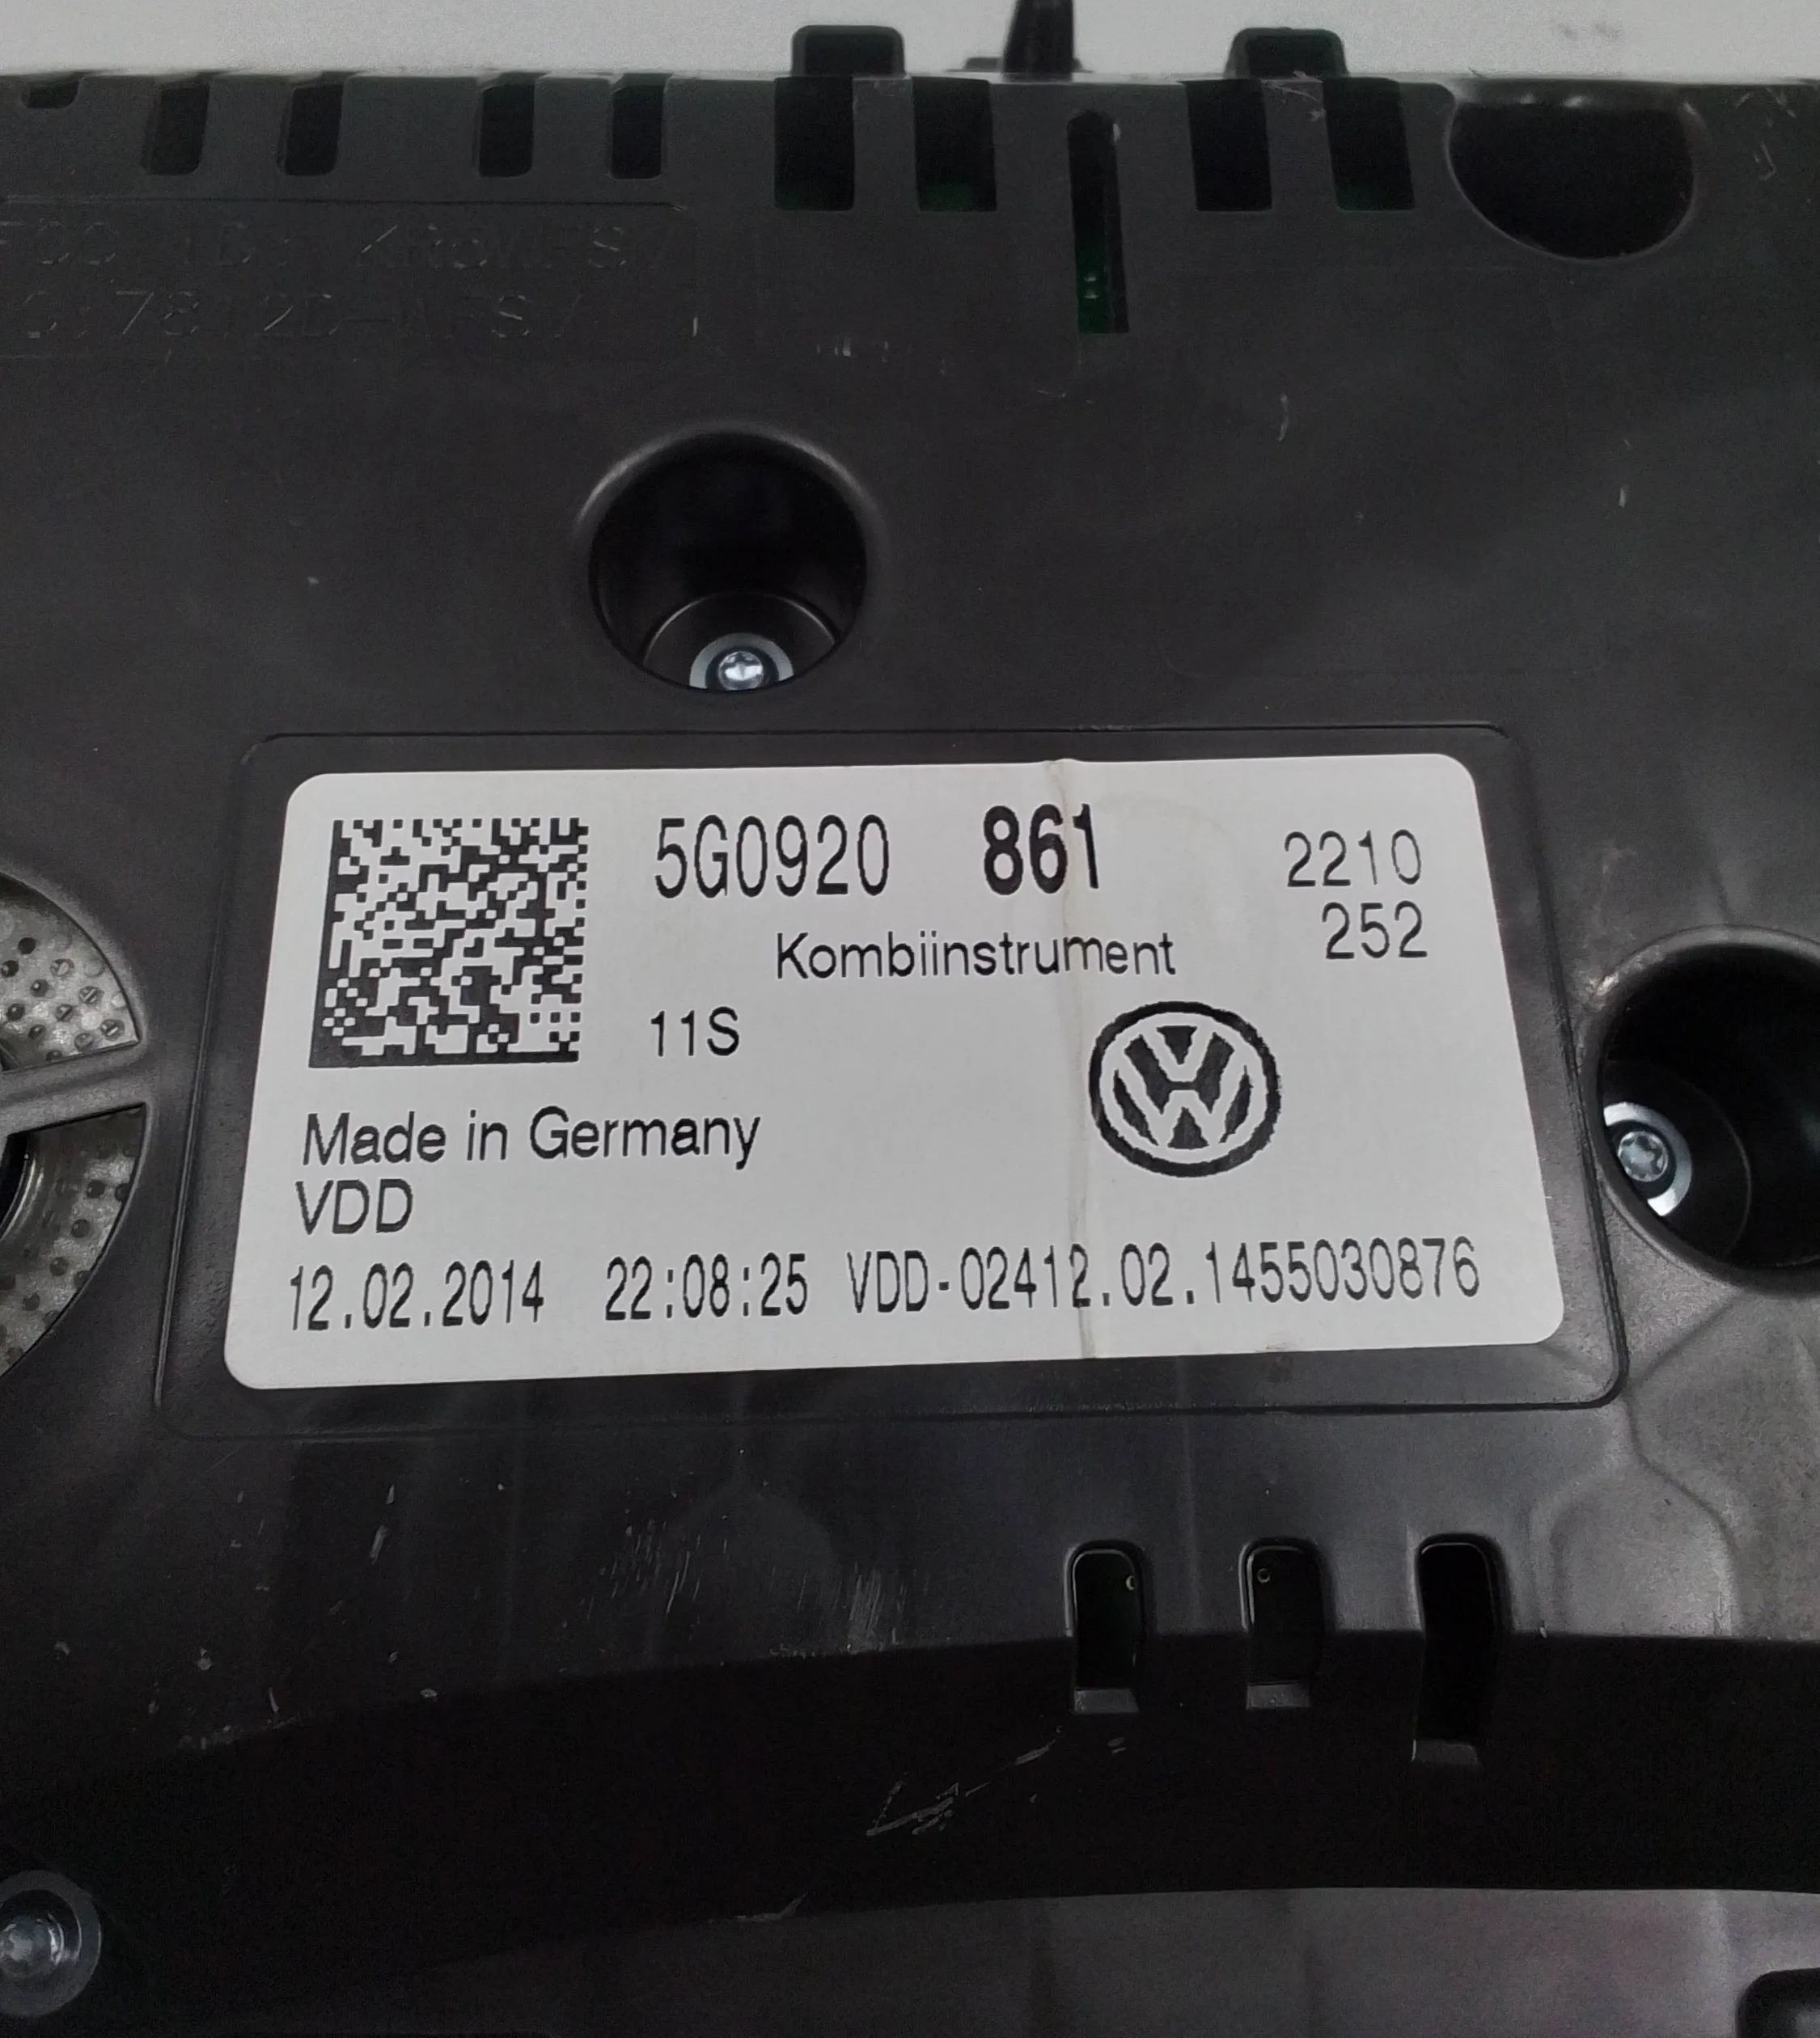 5G0920 861 2210
252
Kombiinstrument
11S
Made in Germany
VDD
12.02.2014 22:08:25 VDD-02412.02.1455030876